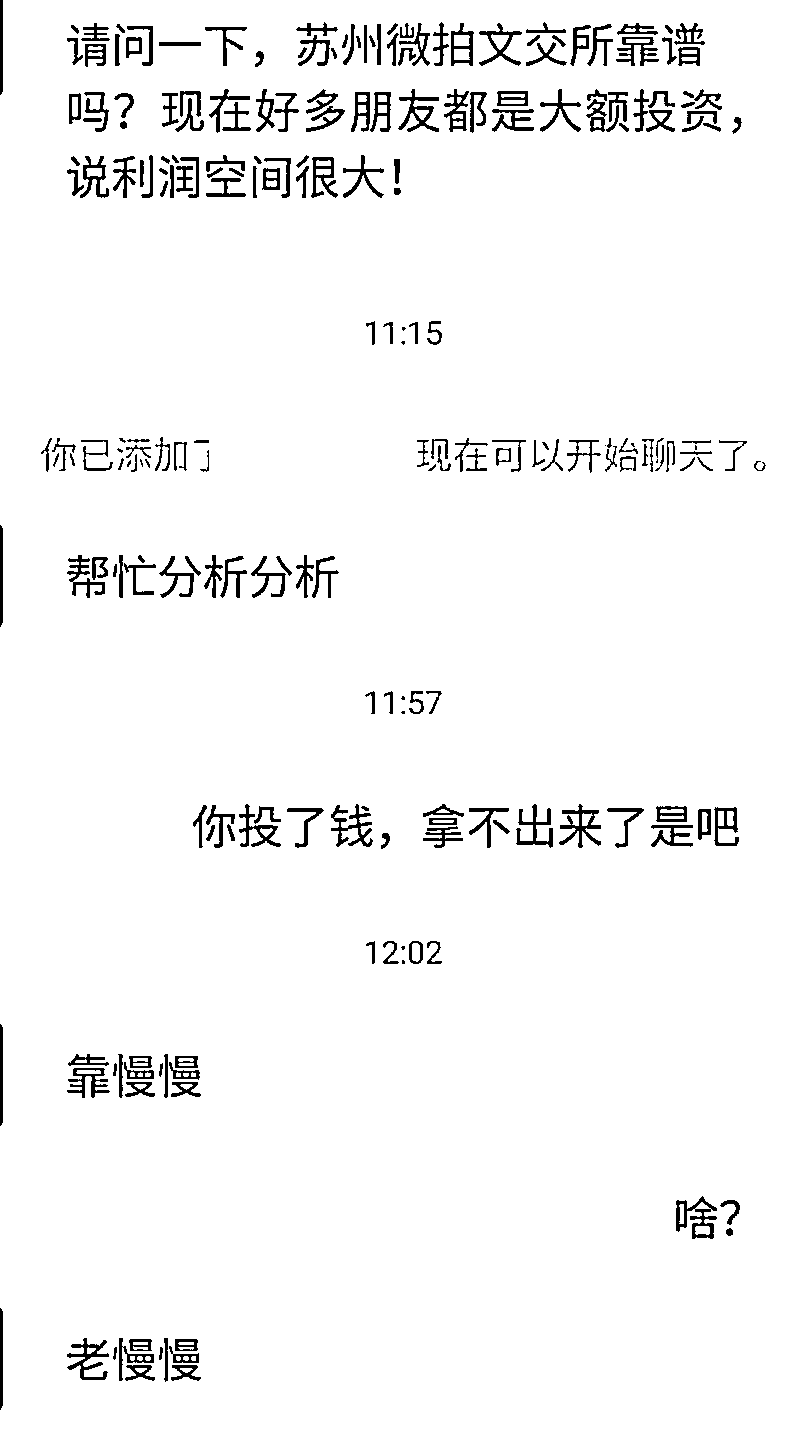 请问一下，苏州微拍文交所靠谱
吗？现在好多朋友都是大额投资，
说利润空间很大！
11:15
你已添加了 现在可以开始聊天了。
帮忙分析分析
11:57
你投了钱，拿不出来了是吧
12:02
靠慢慢
啥？
老慢慢